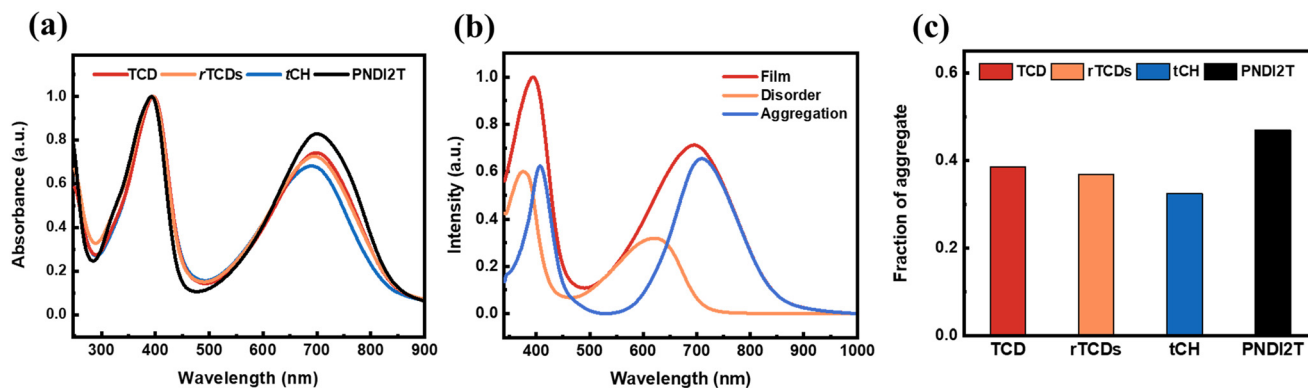 (a)
TCD rTCDs tCH PNDI2T
Absorbance (a.u.)
1.0
0.8
0.6
0.4
0.2
0.0
300 400 500 600 700 800 900
Wavelength (nm)
(b)
Film
Disorder
Aggregation
Intensity (a.u.)
1.0
0.8
0.6
0.4
0.2
0.0
400 500 600 700 800 900 1000
Wavelength (nm)
(c)
TCD rTCDs tCH PNDI2T
Fraction of aggregate
0.6
0.4
0.2
0.0
TCD rTCDs tCH PNDI2T